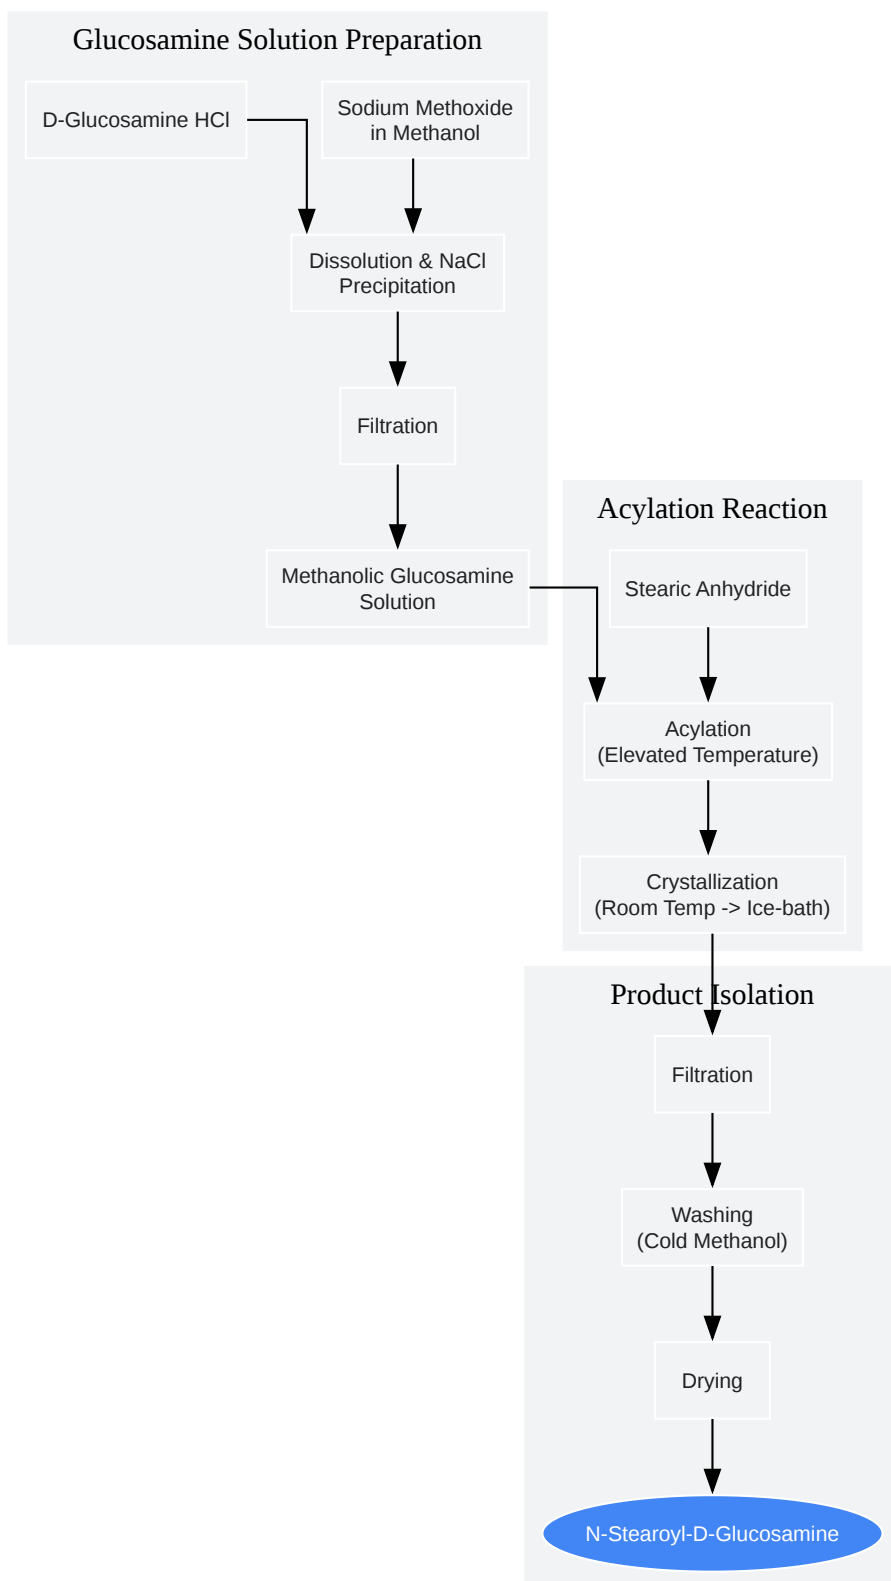 Glucosamine Solution Preparation
D-Glucosamine HCl
Sodium Methoxide
in Methanol
Dissolution & NaCl
Precipitation
Filtration
Methanolic Glucosamine
Solution
Acylation Reaction
Stearic Anhydride
Acylation
(Elevated Temperature)
Crystallization
(Room Temp -> Ice-bath)
Product Isolation
Filtration
Washing
(Cold Methanol)
Drying
N-Stearoyl-D-Glucosamine